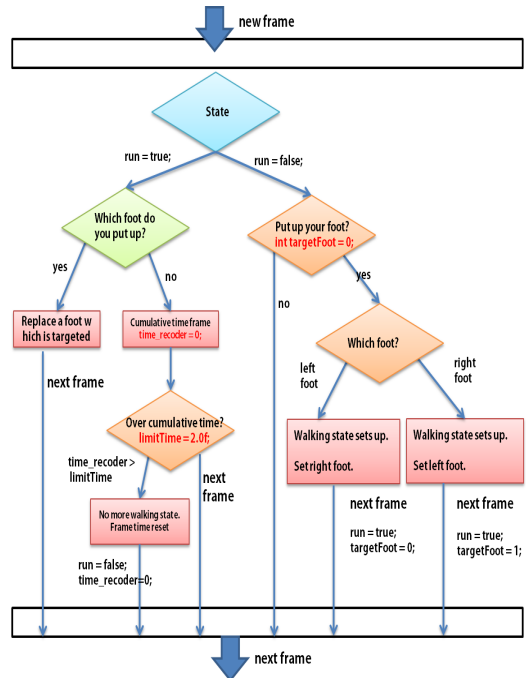 new frame
State
run = true;
run = false;
Which foot do
you put up?
Put up your foot?
int targetFoot = 0;
yes
no
yes
no
Replace a foot w
hich is targeted
Cumulative time frame
time_recoder = 0;
Which foot?
left
foot
right
foot
next frame
Over cumulative time?
limitTime = 2.0f;
Walking state sets up.
Set right foot.
Walking state sets up.
Set left foot.
time_recoder >
limitTime
next
frame
No more walking state.
Frame time reset
next frame
run = true;
targetFoot = 0;
next frame
run = true;
targetFoot = 1;
run = false;
time_recoder=0;
next frame